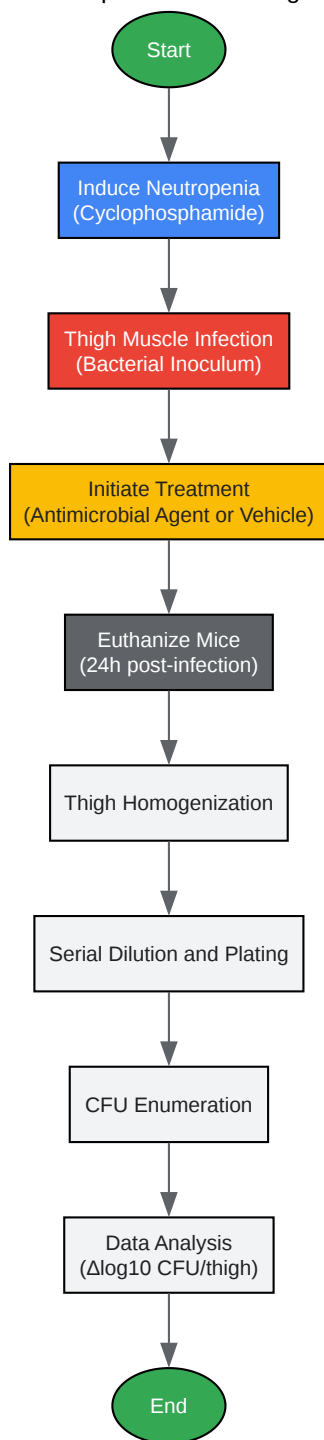 Start
Induce Neutropenia
(Cyclophosphamide)
Thigh Muscle Infection
(Bacterial Inoculum)
Initiate Treatment
(Antimicrobial Agent or Vehicle)
Euthanize Mice
(24h post-infection)
Thigh Homogenization
Serial Dilution and Plating
CFU Enumeration
Data Analysis
(Δlog10 CFU/thigh)
End